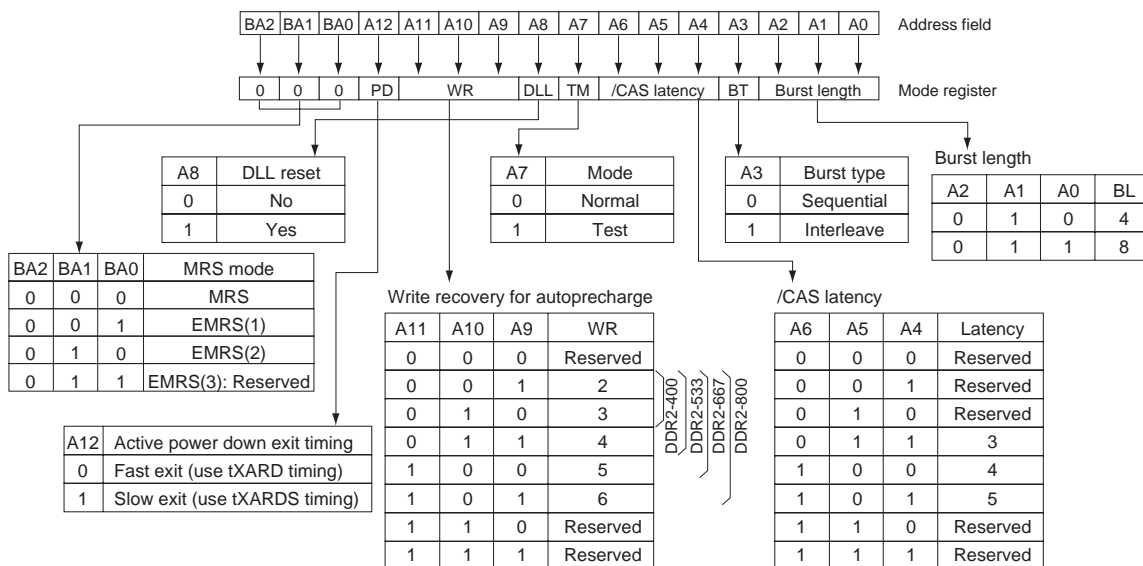 BA2 BA1 BA0 A12 A11 A10 A9 A8 A7 A6 A5 A4 A3 A2 A1 A0 Address field
0 0 0 PD WR DLL TM /CAS latency BT Burst length Mode register
A8 DLL reset
0 No
1 Yes
A7 Mode
0 Normal
1 Test
A3 Burst type
0 Sequential
1 Interleave
Burst length
A2 A1 A0 BL
0 1 0 4
0 1 1 8
BA2 BA1 BA0 MRS mode
0 0 0 MRS
0 0 1 EMRS(1)
0 1 0 EMRS(2)
0 1 1 EMRS(3): Reserved
A12 Active power down exit timing
0 Fast exit (use tXARD timing)
1 Slow exit (use tXARDS timing)
Write recovery for autoprecharge
A11 A10 A9 WR
0 0 0 Reserved
0 0 1 2
0 1 0 3
0 1 1 4
1 0 0 5
1 0 1 6
1 1 0 Reserved
1 1 1 Reserved
DDR2-400
DDR2-533
DDR2-667
DDR2-800
/CAS latency
A6 A5 A4 Latency
0 0 0 Reserved
0 0 1 Reserved
0 1 0 Reserved
0 1 1 3
1 0 0 4
1 0 1 5
1 1 0 Reserved
1 1 1 Reserved